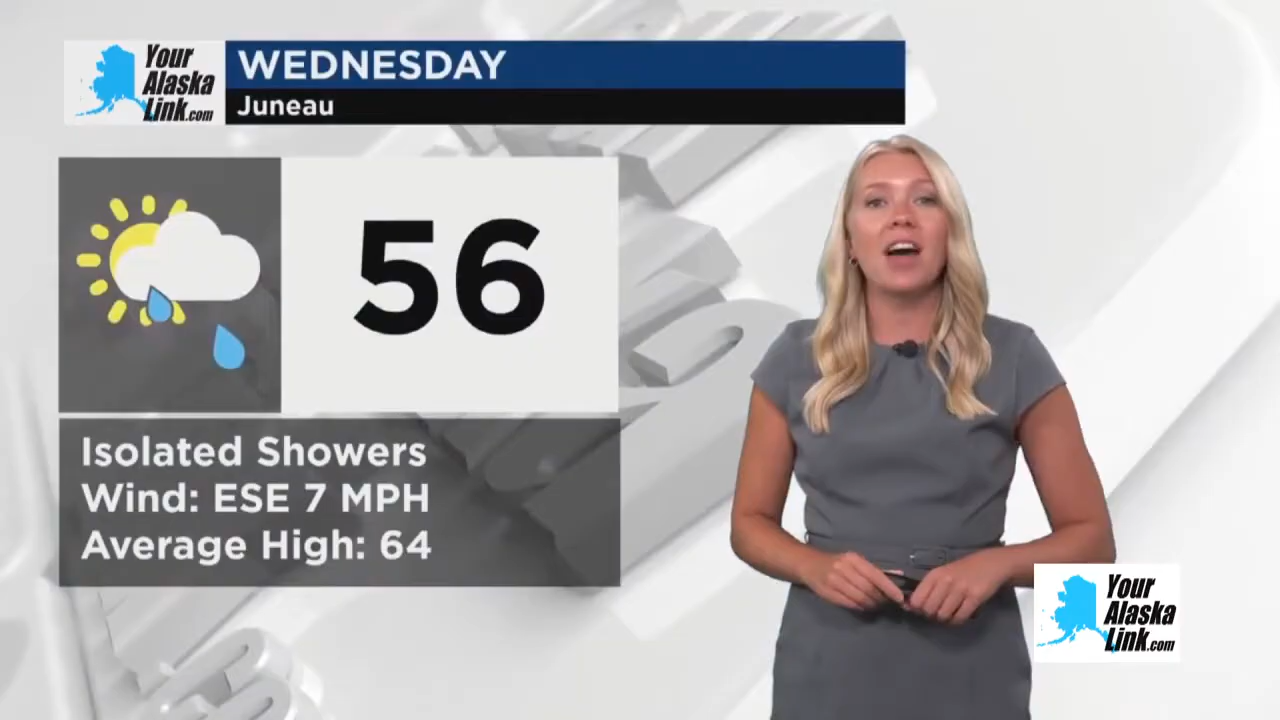 Your
Alaska
Link.com
WEDNESDAY
Juneau
56
Isolated Showers
Wind: ESE 7 MPH
Average High: 64
Your
Alaska
Link.com